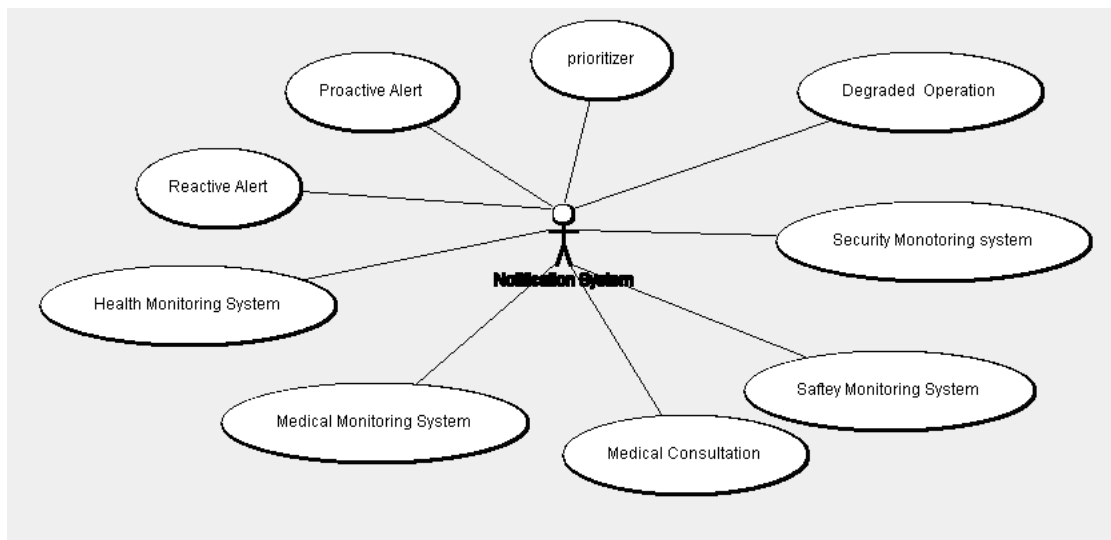 prioritizer
Proactive Alert
Degraded Operation
Reactive Alert
Security Monotoring system
Notification System
Health Monitoring System
Saftey Monitoring System
Medical Monitoring System
Medical Consultation